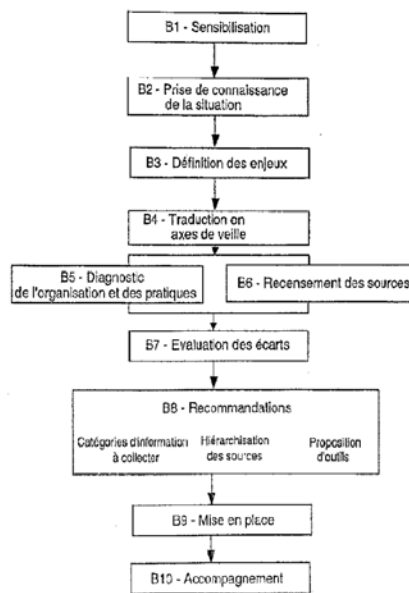 B1 - Sensibilisation
B2 - Prise de connaissance
de la situation
B3 - Définition des enjeux
B4 - Traduction en
axes de veille
B5 - Diagnostic
de l'organisation et des pratiques
B6 - Recensement des sources
B7 - Evaluation des écarts
B8 - Recommandations
Catégories d'information
à collecter
Hiérarchisation
des sources
Proposition
d'outils
B9 - Mise en place
B10 - Accompagnement